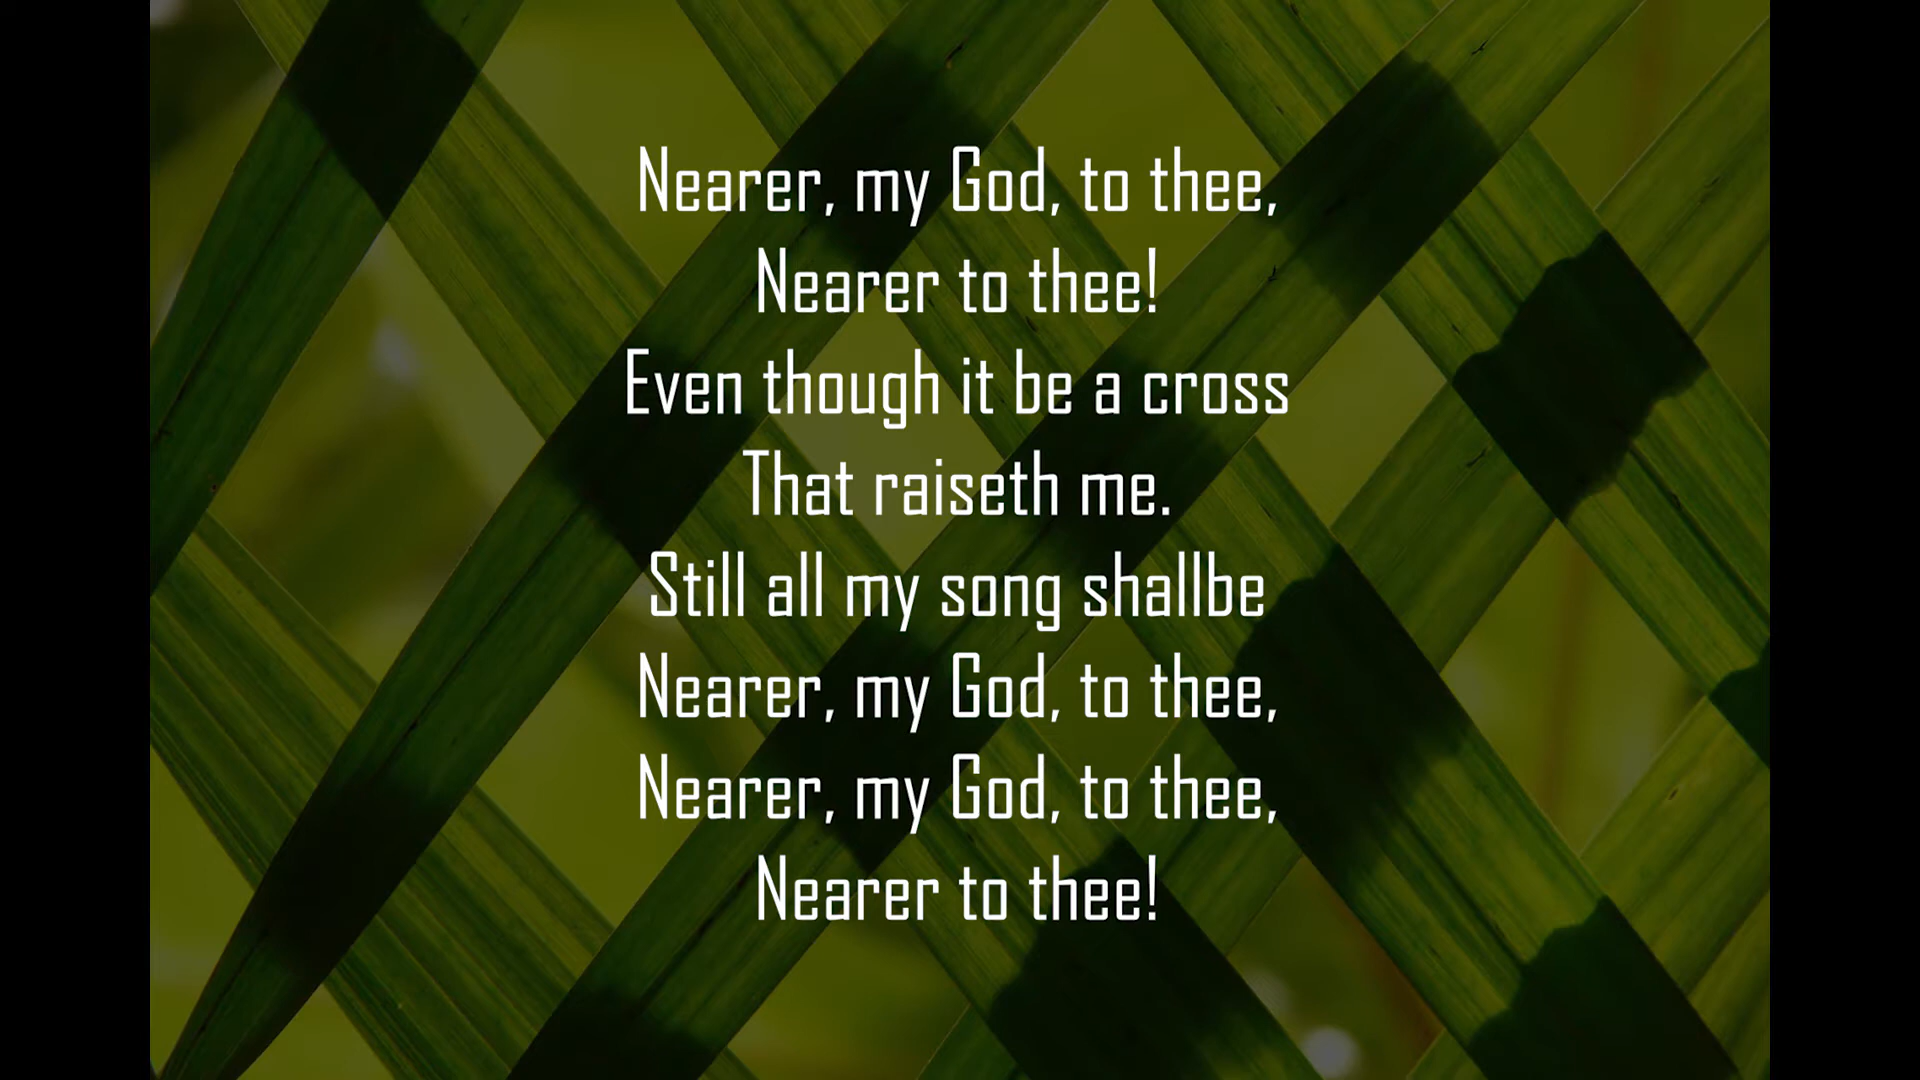 Nearer, my God, to thee,
Nearer to thee!
Even though it be a cross
That raiseth me.
Still all my song shallbe
Nearer, my God, to thee,
Nearer, my God, to thee,
Nearer to thee!